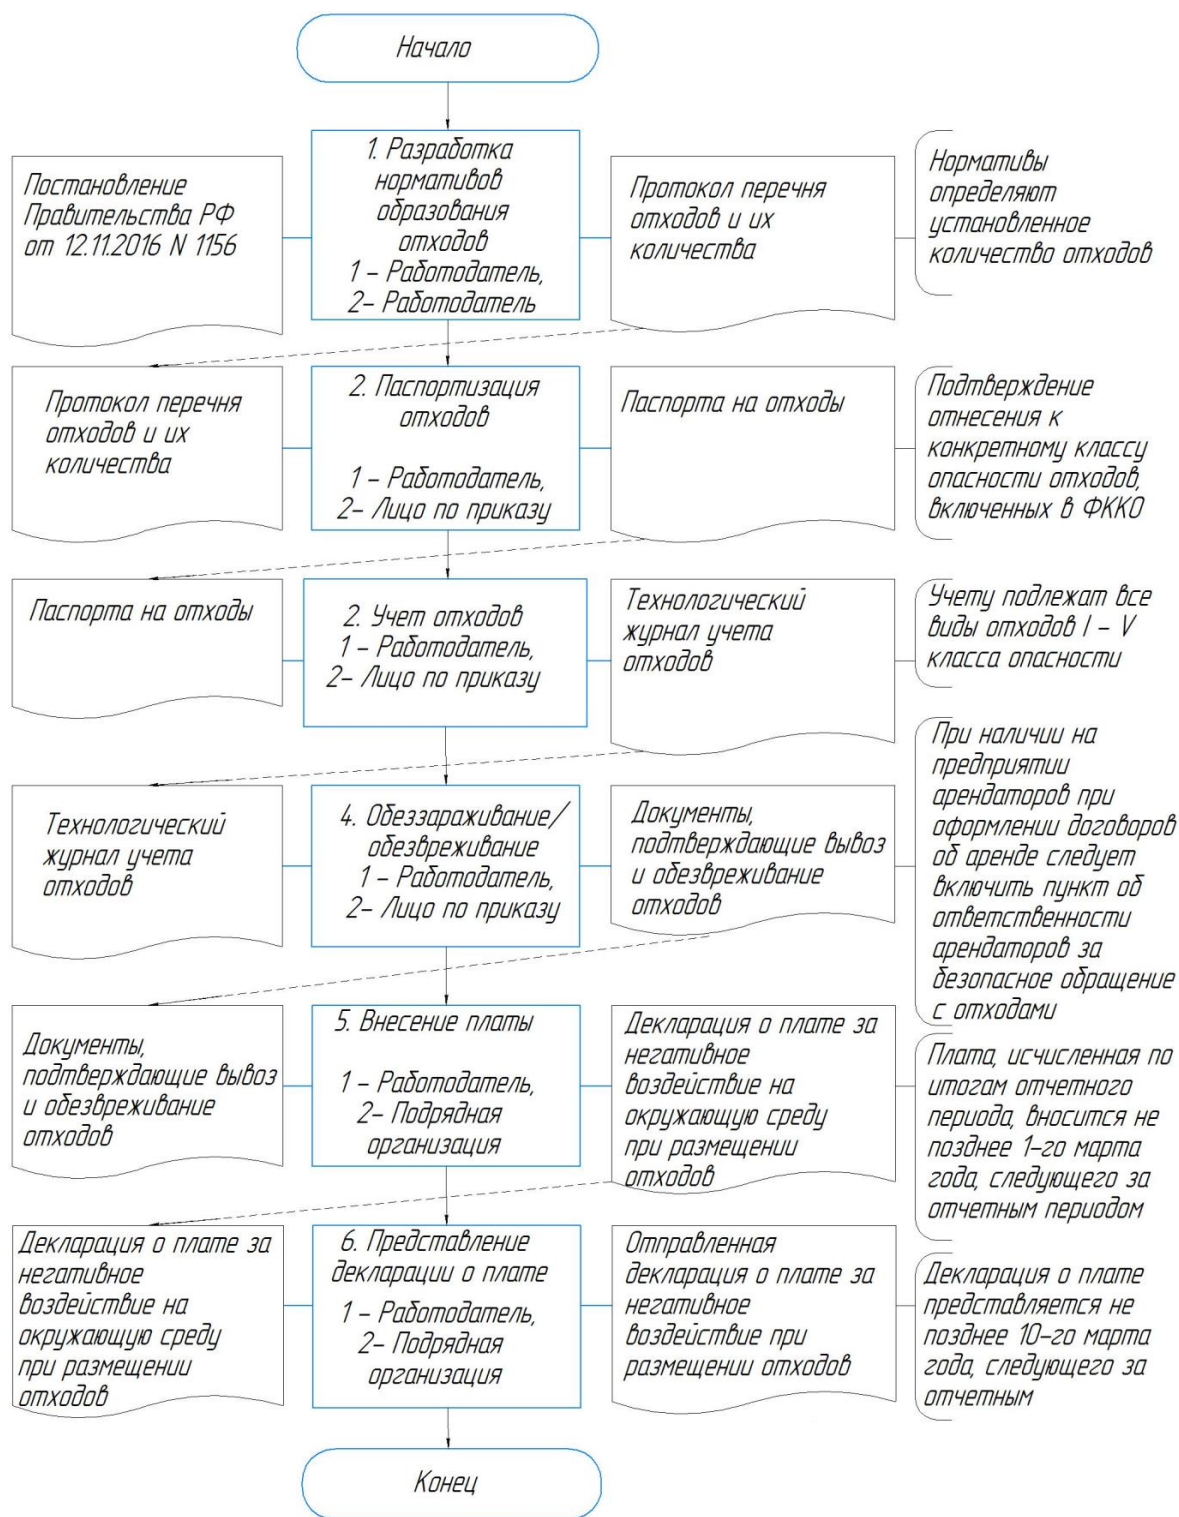 Начало
Постановление
Правительства РФ
от 12.11.2016 N 1156
1. Разработка
нормативов
образования
отходов
1 – Работодатель,
2– Работодатель
Протокол перечня
отходов и их
количества
Нормативы
определяют
установленное
количество отходов
Протокол перечня
отходов и их
количества
2. Паспортизация
отходов
1 – Работодатель,
2– Лицо по приказу
Паспорта на отходы
Подтверждение
отнесения к
конкретному классу
опасности отходов,
включенных в ФККО
Паспорта на отходы
2. Учет отходов
1 – Работодатель,
2– Лицо по приказу
Технологический
журнал учета
отходов
Учету подлежат все
виды отходов I – V
класса опасности
Технологический
журнал учета
отходов
4. Обеззараживание/
обезвреживание
1 – Работодатель,
2– Лицо по приказу
Документы,
подтверждающие вывоз
и обезвреживание
отходов
При наличии на
предприятии
арендаторов при
оформлении договоров
об аренде следует
включить пункт об
ответственности
арендаторов за
безопасное обращение
с отходами
Документы,
подтверждающие вывоз
и обезвреживание
отходов
5. Внесение платы
1 – Работодатель,
2– Подрядная
организация
Декларация о плате за
негативное
воздействие на
окружающую среду
при размещении
отходов
Плата, исчисленная по
итогам отчетного
периода, вносится не
позднее 1-го марта
года, следующего за
отчетным периодом
Декларация о плате за
негативное
воздействие на
окружающую среду
при размещении
отходов
6. Представление
декларации о плате
1 – Работодатель,
2– Подрядная
организация
Отправленная
декларация о плате за
негативное
воздействие при
размещении отходов
Декларация о плате
представляется не
позднее 10-го марта
года, следующего за
отчетным
Конец